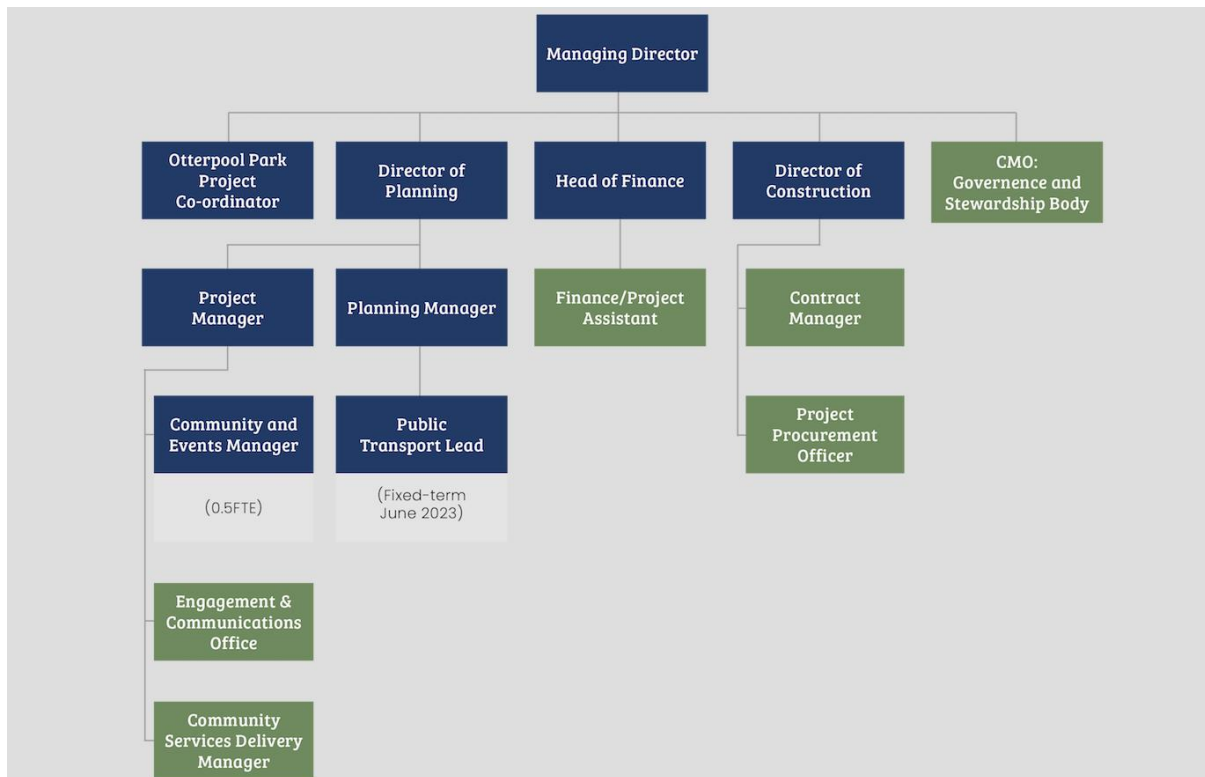 Managing Director
Otterpool Park
Project
Co-ordinator
Director of
Planning
Head of Finance
Director of
Construction
CMO:
Governence and
Stewardship Body
Project
Manager
Planning Manager
Finance/Project
Assistant
Contract
Manager
Community and
Events Manager
(0.5FTE)
Public
Transport Lead
(Fixed-term
June 2023)
Project
Procurement
Officer
Engagement &
Communications
Office
Community
Services Delivery
Manager